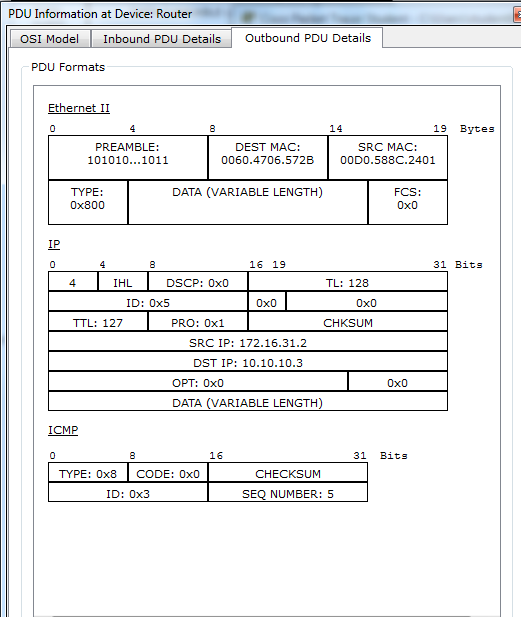 PDU Information at Device: Router
OSI Model Inbound PDU Details Outbound PDU Details
PDU Formats
Ethernet II
0 4 8 14 19 Bytes
PREAMBLE: DEST MAC: SRC MAC:
101010...1011 0060.4706.572B 00D0.588C.2401
TYPE: DATA (VARIABLE LENGTH) FCS:
0x800 0x0
IP
0 4 8 16 19 31 Bits
4 IHL DSCP: 0x0 TL: 128
ID: 0x5 0x0 0x0
TTL: 127 PRO: 0x1 CHKSUM
SRC IP: 172.16.31.2
DST IP: 10.10.10.3
OPT: 0x0 0x0
DATA (VARIABLE LENGTH)
ICMP
0 8 16 31 Bits
TYPE: 0x8 CODE: 0x0 CHECKSUM
ID: 0x3 SEQ NUMBER: 5